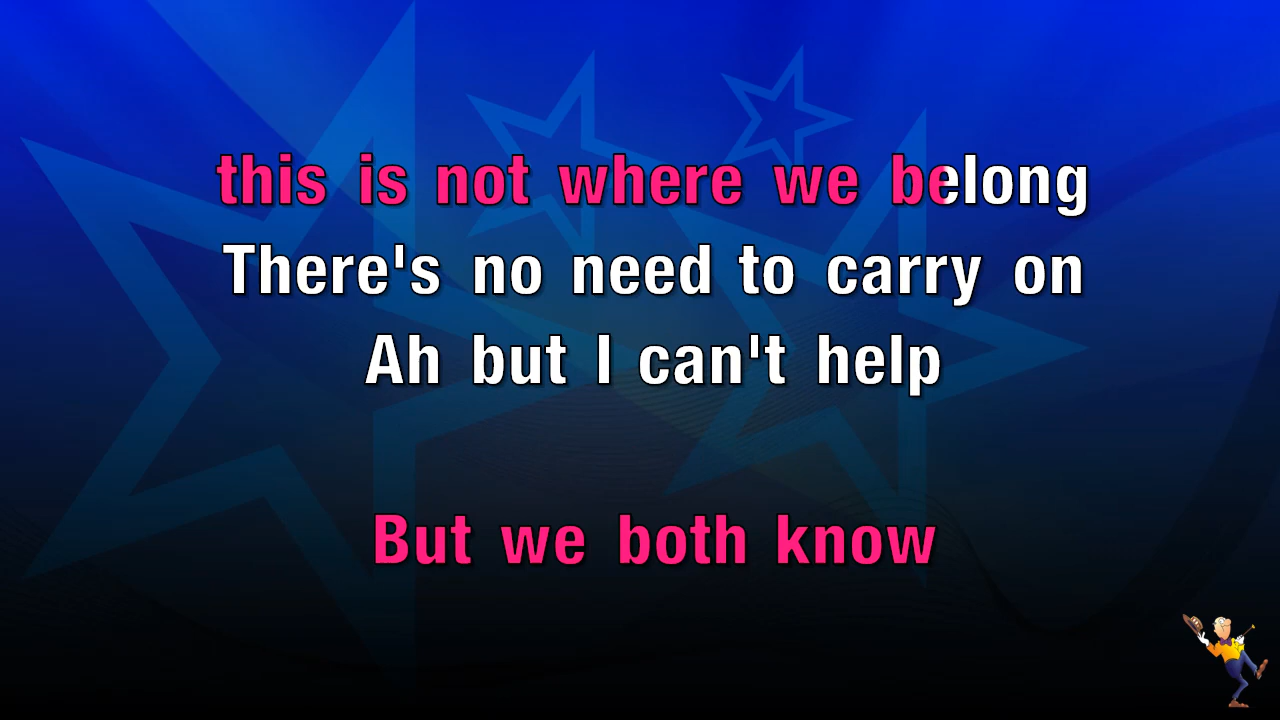 this is not where we belong
There's no need to carry on
Ah but I can't help
But we both know